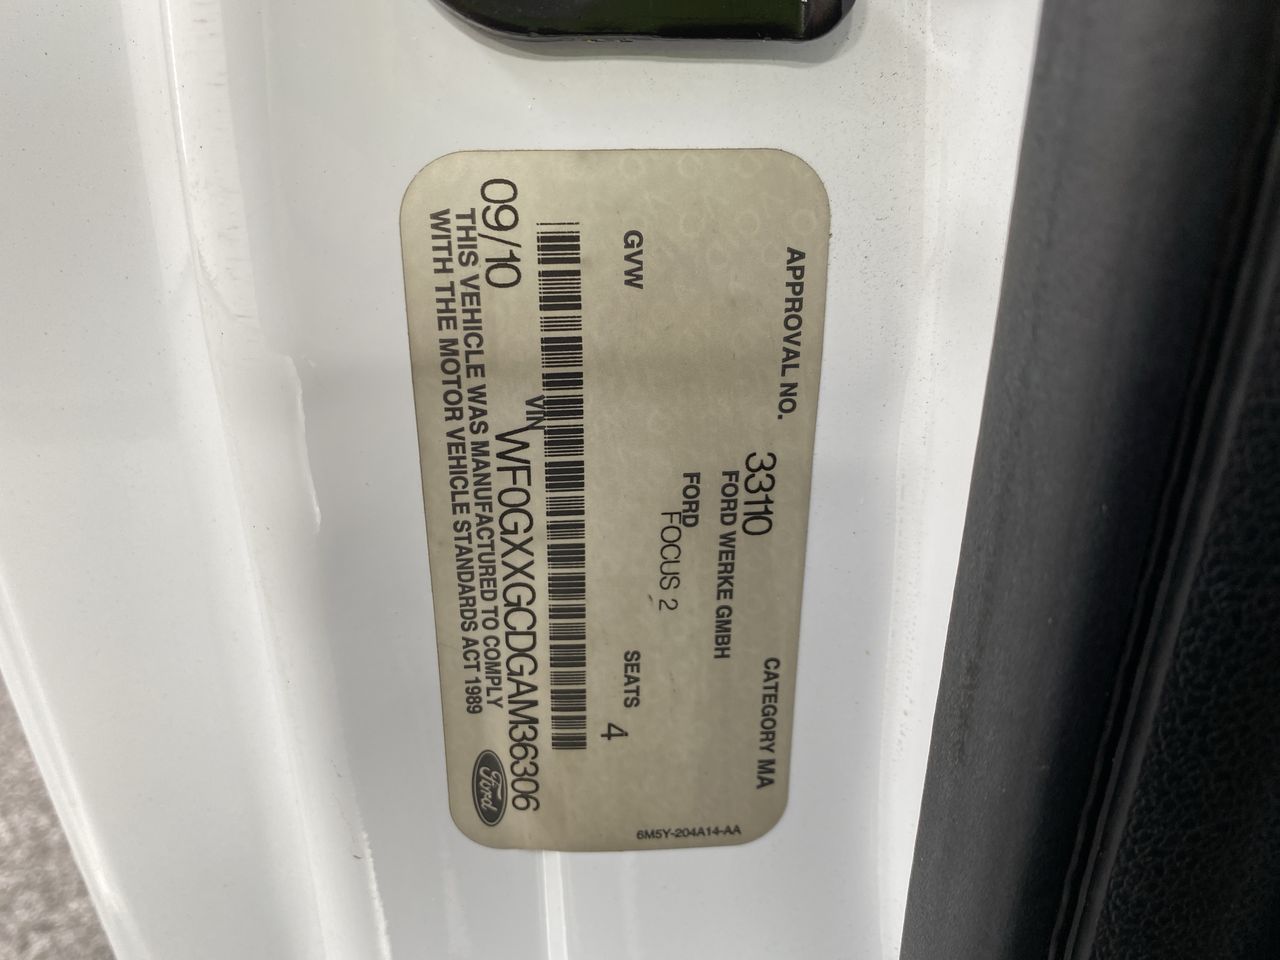 APPROVAL NO. 33110 CATEGORY MA
FORD WERKE GMBH
FORD
FOCUS 2
GVW SEATS 4
VIN WF0GXXGCDGAM36306
09/10
THIS VEHICLE WAS MANUFACTURED TO COMPLY
WITH THE MOTOR VEHICLE STANDARDS ACT 1989
Ford
6M5Y-204A14-AA